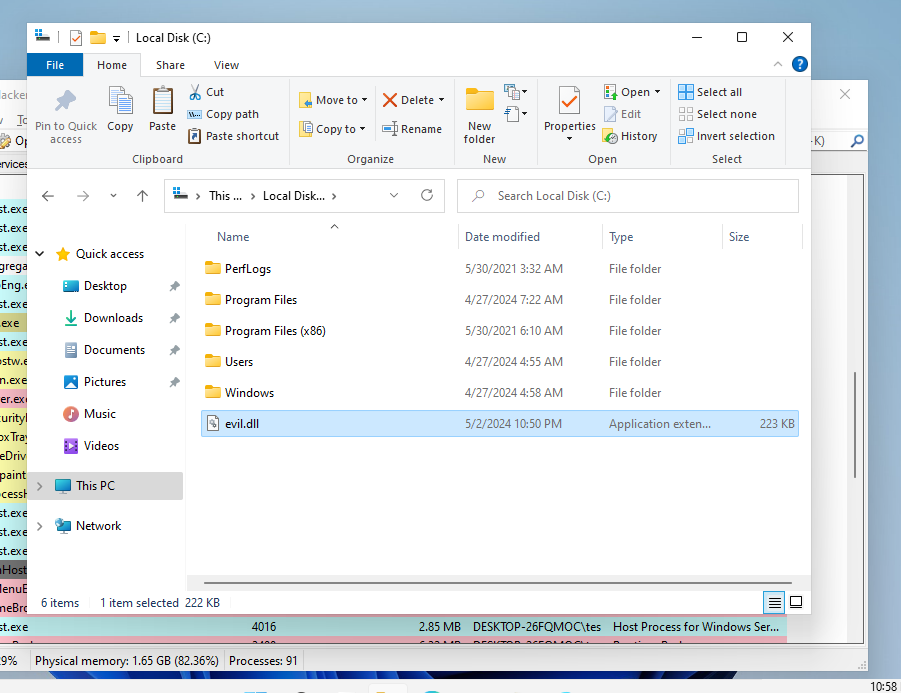 Local Disk (C:)
File Home Share View
Pin to Quick access
Copy
Paste
Cut
Copy path
Paste shortcut
Clipboard
Move to
Copy to
Delete
Rename
Organize
New folder
New
Properties
Open
Edit
History
Open
Select all
Select none
Invert selection
Select
This ... Local Disk...
Search Local Disk (C:)
Name Date modified Type Size
Quick access
Desktop
Downloads
Documents
Pictures
Music
Videos
This PC
Network
PerfLogs 5/30/2021 3:32 AM File folder
Program Files 4/27/2024 7:22 AM File folder
Program Files (x86) 5/30/2021 6:10 AM File folder
Users 4/27/2024 4:55 AM File folder
Windows 4/27/2024 4:58 AM File folder
evil.dll 5/2/2024 10:50 PM Application exten... 223 KB
6 items 1 item selected 222 KB
st.exe 4016 2.85 MB DESKTOP-26FQMOC\tes Host Process for Windows Ser...
Physical memory: 1.65 GB (82.36%) Processes: 91
10:58